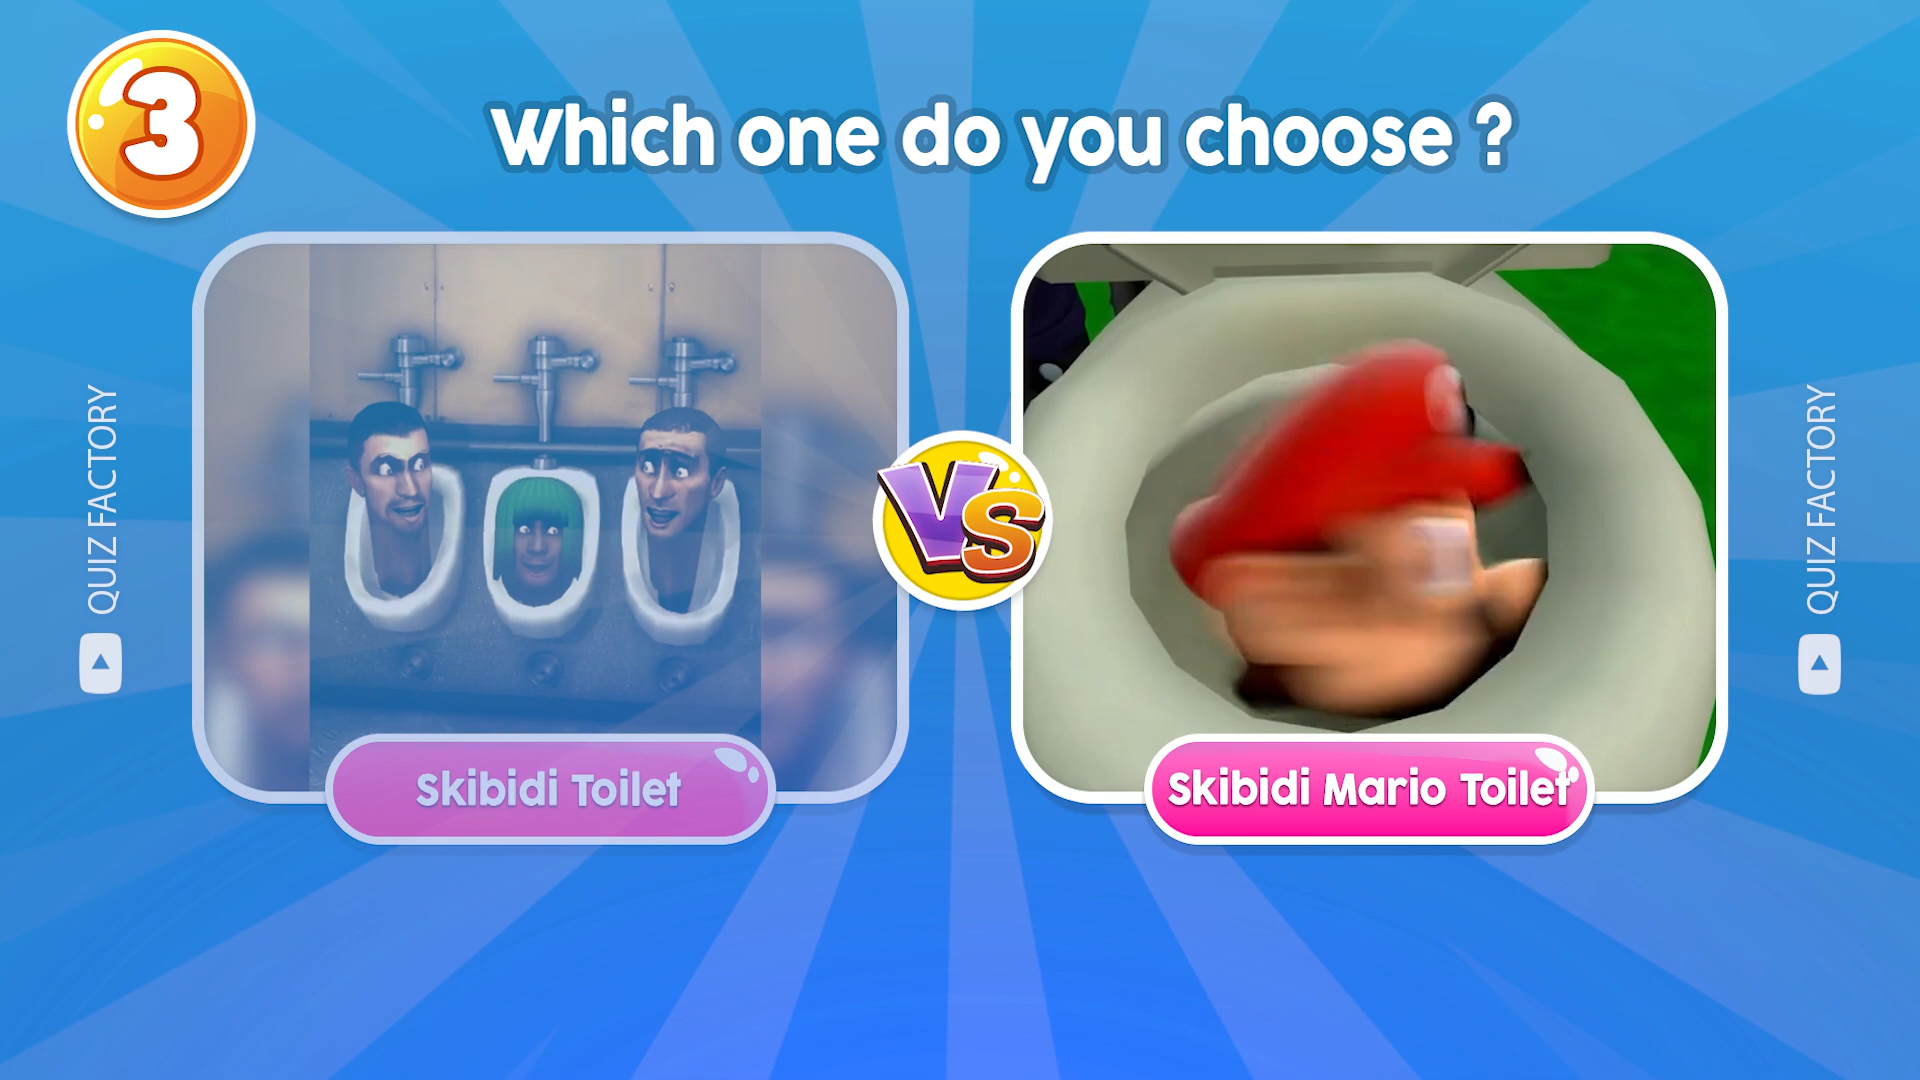 3
Which one do you choose ?
QUIZ FACTORY
VS
QUIZ FACTORY
Skibidi Toilet
Skibidi Mario Toilet